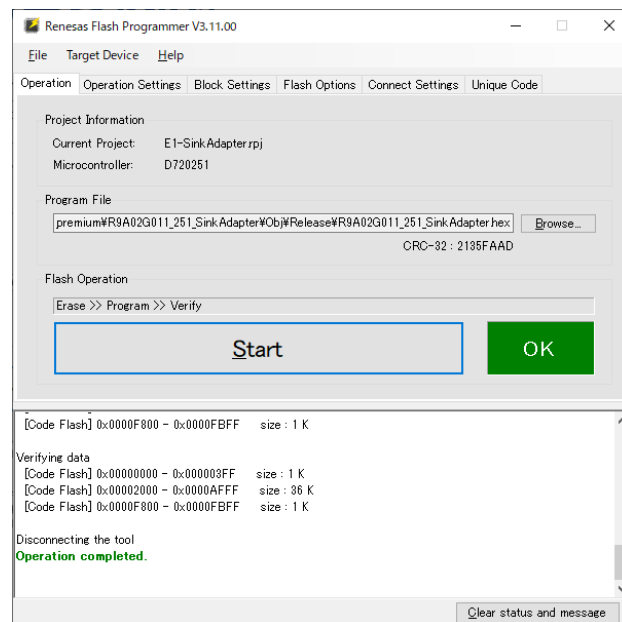 Renesas Flash Programmer V3.11.00
File Target Device Help
Operation Operation Settings Block Settings Flash Options Connect Settings Unique Code
Project Information
Current Project: E1-SinkAdapter.rpj
Microcontroller: D720251
Program File
premium¥R9A02G011_251_SinkAdapter¥Obj¥Release¥R9A02G011_251_SinkAdapter.hex Browse...
CRC-32 : 2135FAAD
Flash Operation
Erase >> Program >> Verify
Start OK
[Code Flash] 0x0000F800 - 0x0000FBFF size : 1 K
Verifying data
[Code Flash] 0x00000000 - 0x000003FF size : 1 K
[Code Flash] 0x00002000 - 0x0000AFFF size : 36 K
[Code Flash] 0x0000F800 - 0x0000FBFF size : 1 K
Disconnecting the tool
Operation completed.
Clear status and message